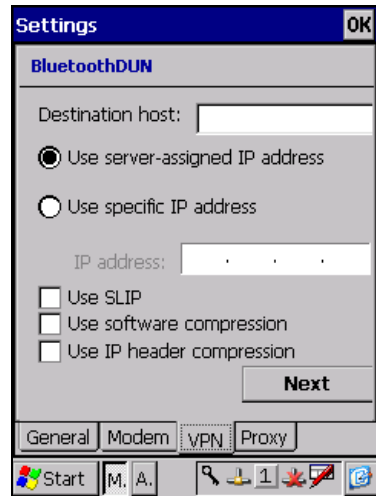 Settings OK
BluetoothDUN
Destination host:
Use server-assigned IP address
Use specific IP address
IP address: . . .
Use SLIP
Use software compression
Use IP header compression
Next
General Modem VPN Proxy
Start M. A. 1